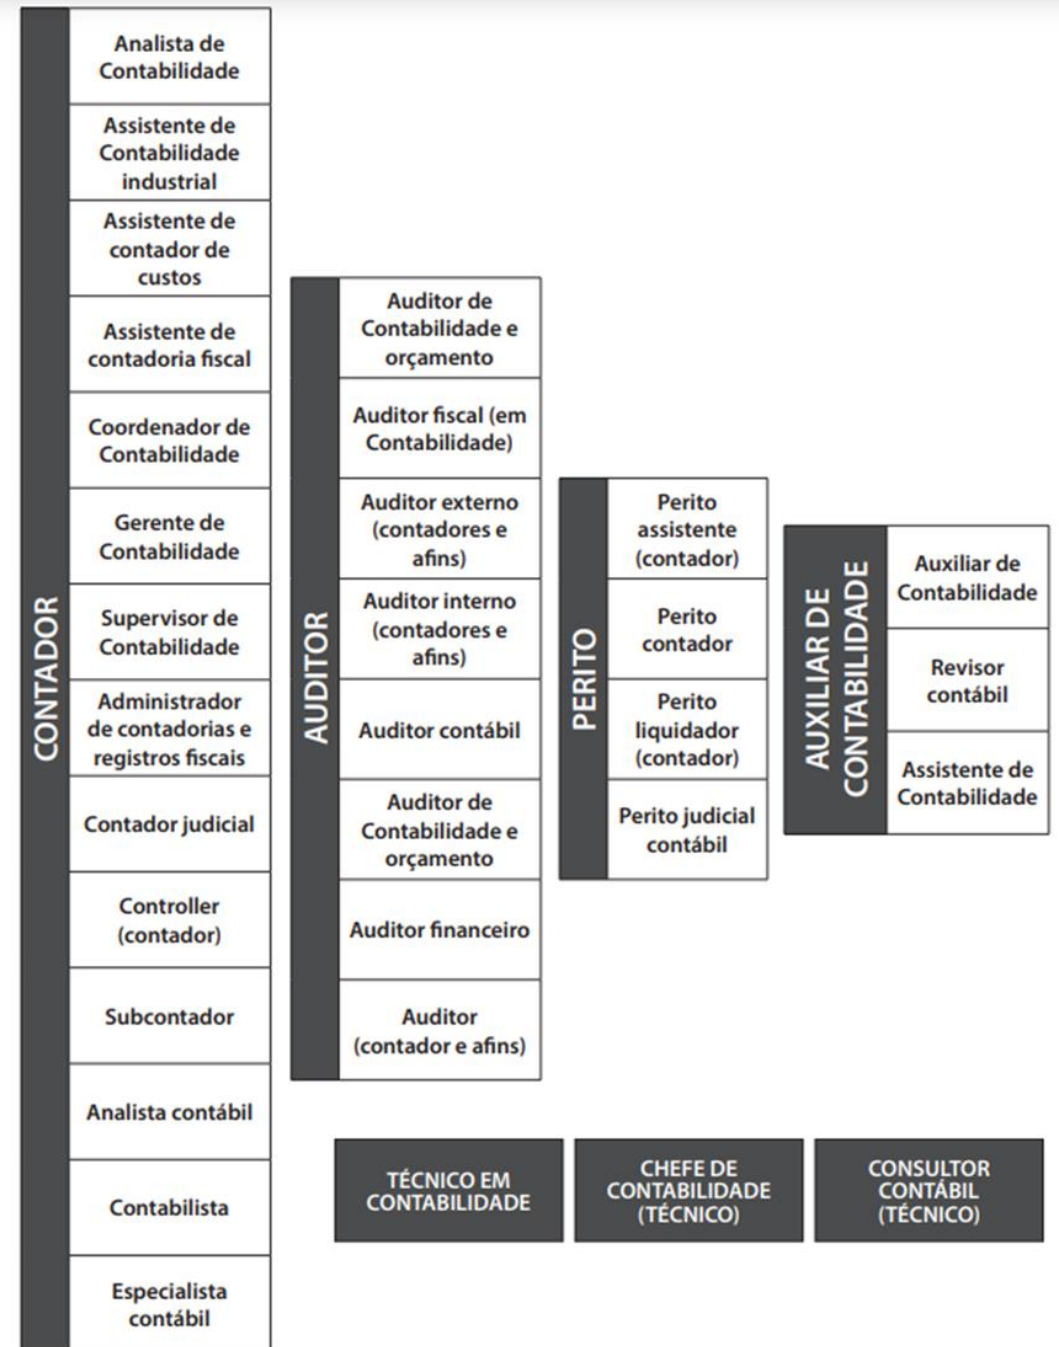 CONTADOR
Analista de
Contabilidade
Assistente de
Contabilidade
industrial
Assistente de
contador de
custos
Assistente de
contadoria fiscal
Coordenador de
Contabilidade
Gerente de
Contabilidade
Supervisor de
Contabilidade
Administrador
de contadorias e
registros fiscais
Contador judicial
Controller
(contador)
Subcontador
Analista contábil
Contabilista
Especialista
contábil
AUDITOR
Auditor de
Contabilidade e
orçamento
Auditor fiscal (em
Contabilidade)
Auditor externo
(contadores e
afins)
Auditor interno
(contadores e
afins)
Auditor contábil
Auditor de
Contabilidade e
orçamento
Auditor financeiro
Auditor
(contador e afins)
PERITO
Perito
assistente
(contador)
Perito
contador
Perito
liquidador
(contador)
Perito judicial
contábil
AUXILIAR DE
CONTABILIDADE
Auxiliar de
Contabilidade
Revisor
contábil
Assistente de
Contabilidade
TÉCNICO EM
CONTABILIDADE
CHEFE DE
CONTABILIDADE
(TÉCNICO)
CONSULTOR
CONTÁBIL
(TÉCNICO)